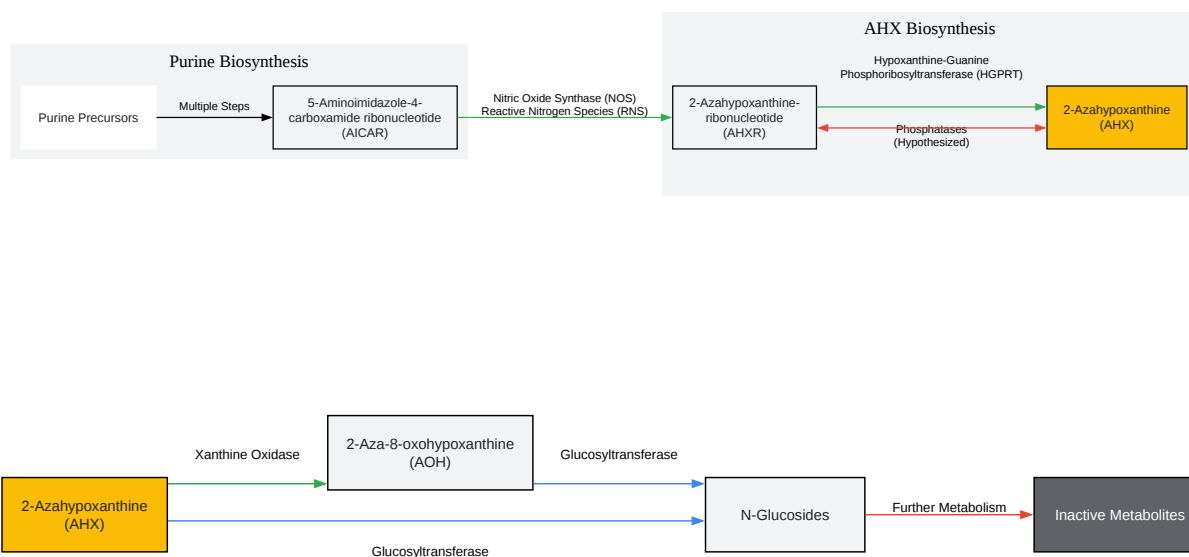 AHX Biosynthesis
Purine Biosynthesis
Hypoxanthine-Guanine
Phosphoribosyltransferase (HGPRT)
Purine Precursors
Multiple Steps
5-Aminoimidazole-4-
carboxamide ribonucleotide
(AICAR)
Nitric Oxide Synthase (NOS)
Reactive Nitrogen Species (RNS)
2-Azahypoxanthine-
ribonucleotide
(AHXR)
Phosphatases
(Hypothesized)
2-Azahypoxanthine
(AHX)
2-Azahypoxanthine
(AHX)
Xanthine Oxidase
2-Aza-8-oxohypoxanthine
(AOH)
Glucosyltransferase
Glucosyltransferase
N-Glucosides
Further Metabolism
Inactive Metabolites